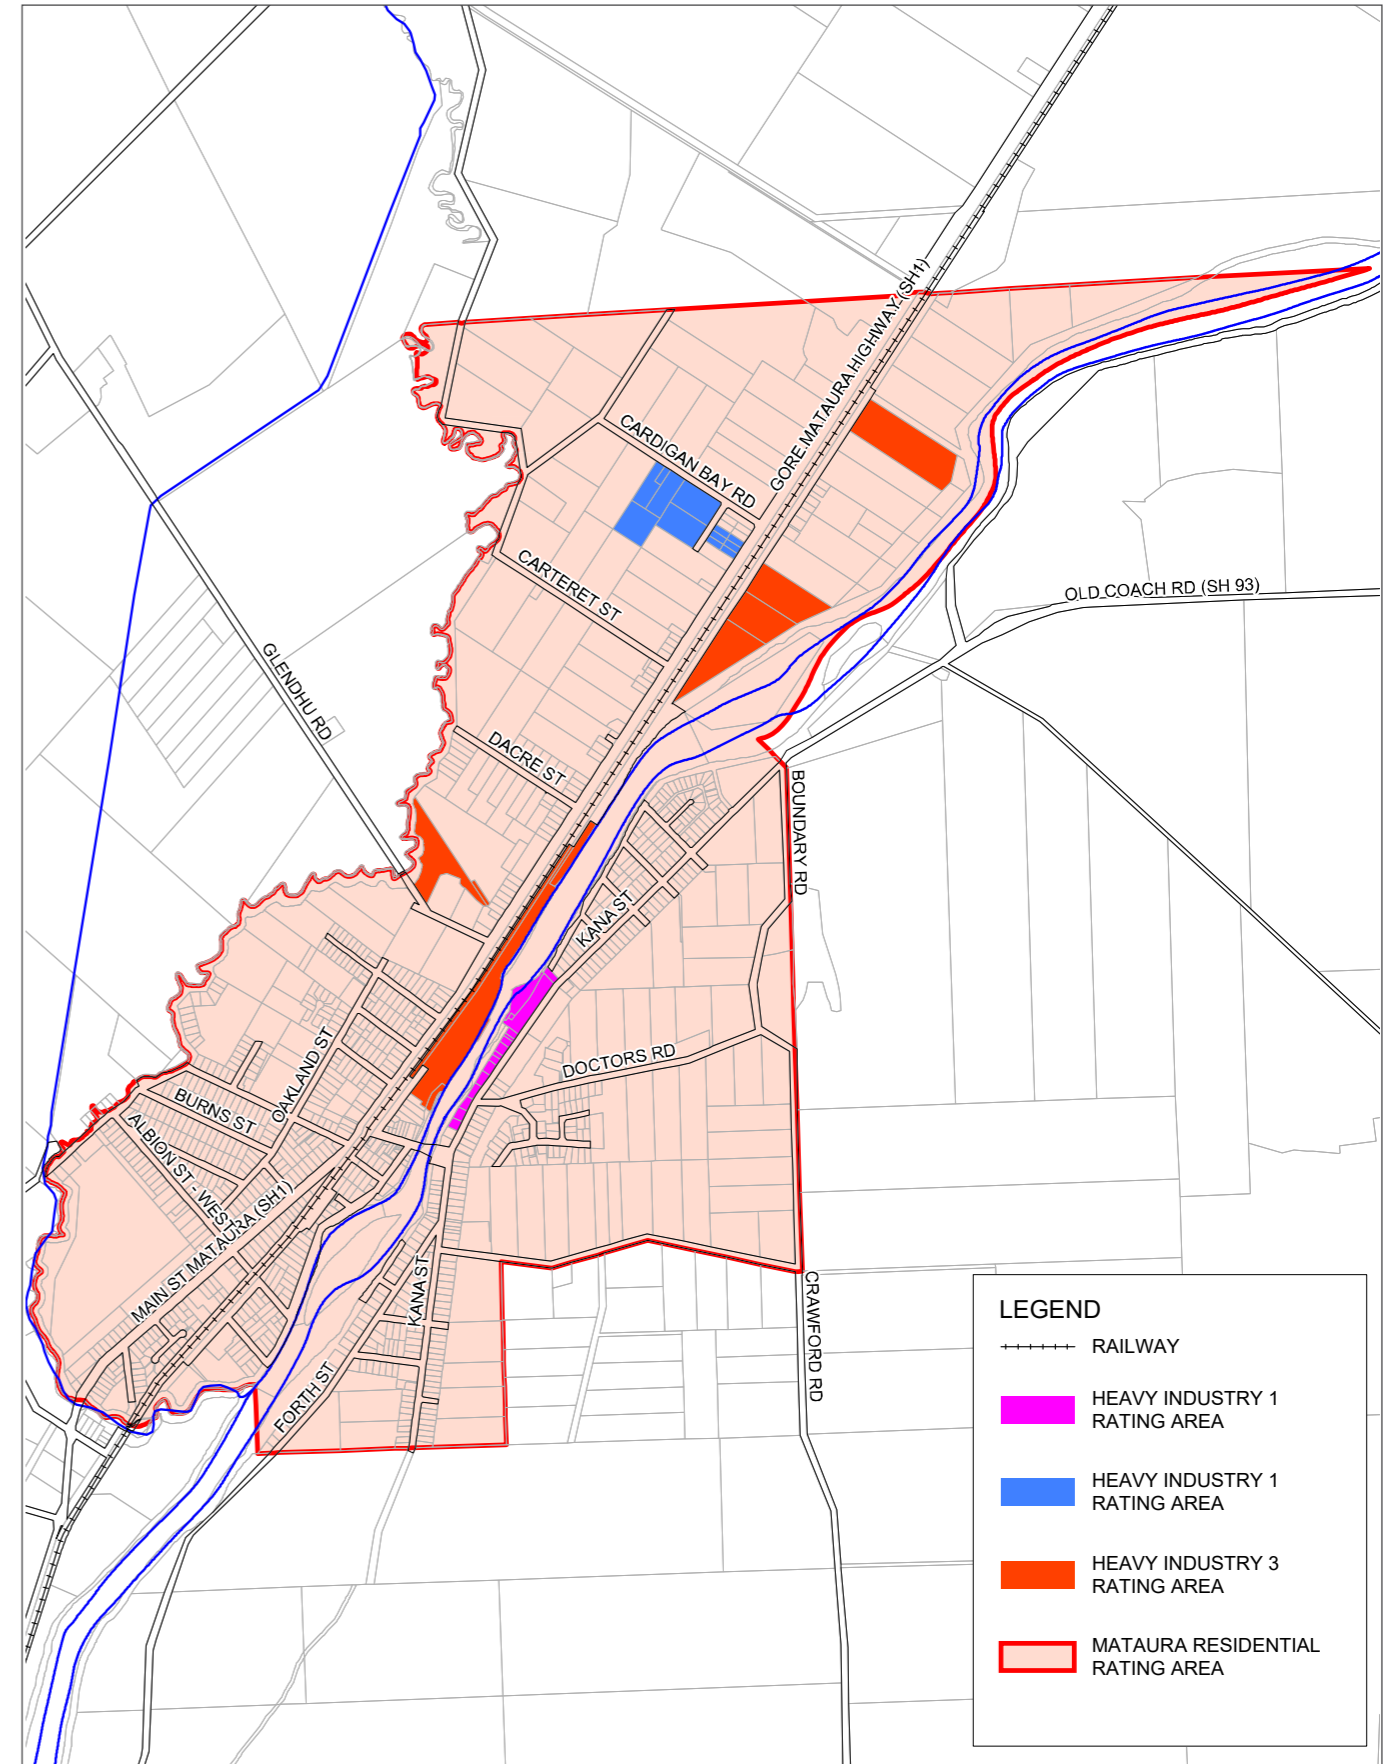 GORE MATAURA HIGHWAY (SH1)
CARDIGAN BAY RD
CARTERET ST
OLD COACH RD (SH 93)
GLENDHU RD
DACRE ST
BOUNDARY RD
KANA ST
OAKLAND ST
DOCTORS RD
BURNS ST
ALBION ST - WEST
MAIN ST MATAURA (SH1)
KANA ST
FORTH ST
CRAWFORD RD
LEGEND
RAILWAY
HEAVY INDUSTRY 1
RATING AREA
HEAVY INDUSTRY 1
RATING AREA
HEAVY INDUSTRY 3
RATING AREA
MATAURA RESIDENTIAL
RATING AREA